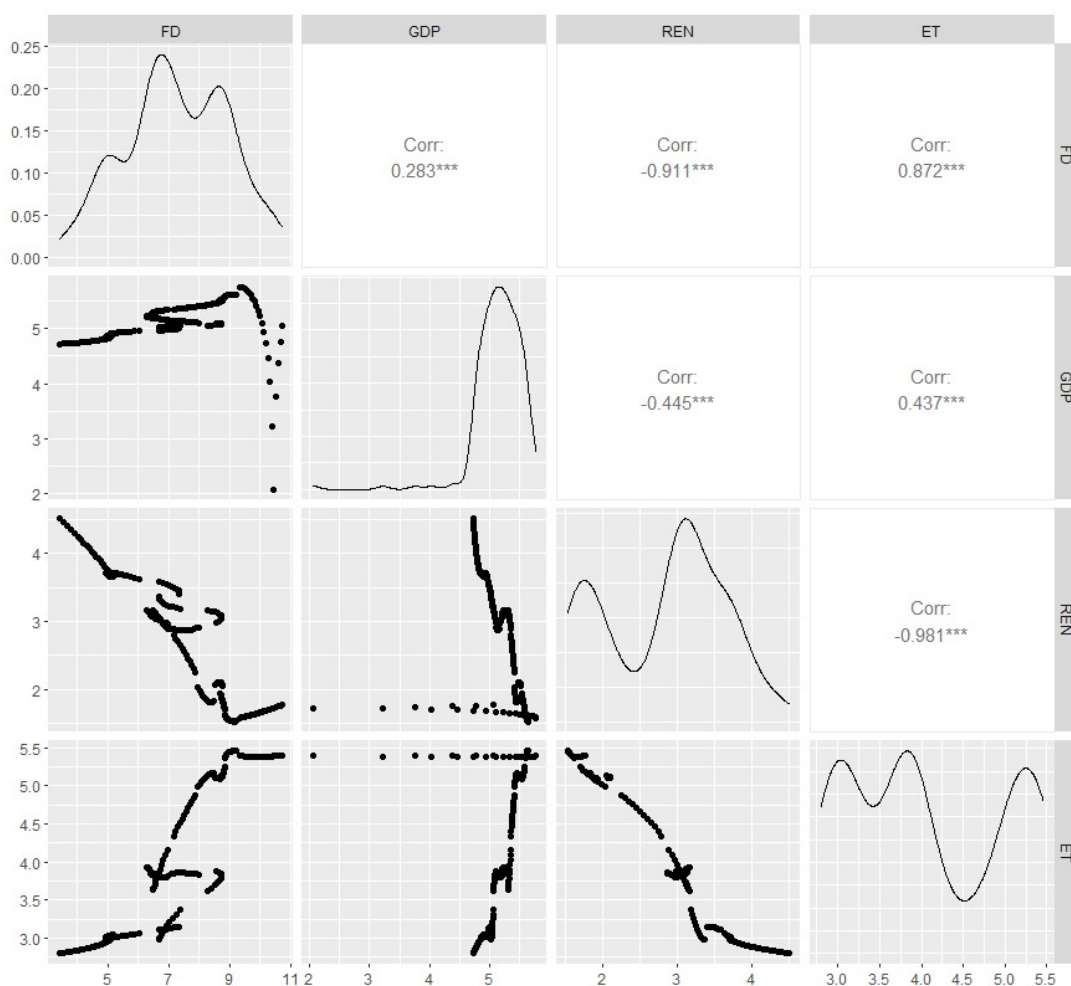 FD GDP REN ET
0.25
0.20
0.15
0.10
0.05
0.00
Corr:
0.283***
Corr:
-0.911***
Corr:
0.872***
FD
5
4
3
2
Corr:
-0.445***
Corr:
0.437***
GDP
4
3
2
Corr:
-0.981***
REN
5.5
5.0
4.5
4.0
3.5
3.0
ET
5 7 9 11 2 3 4 5 2 3 4 3.0 3.5 4.0 4.5 5.0 5.5